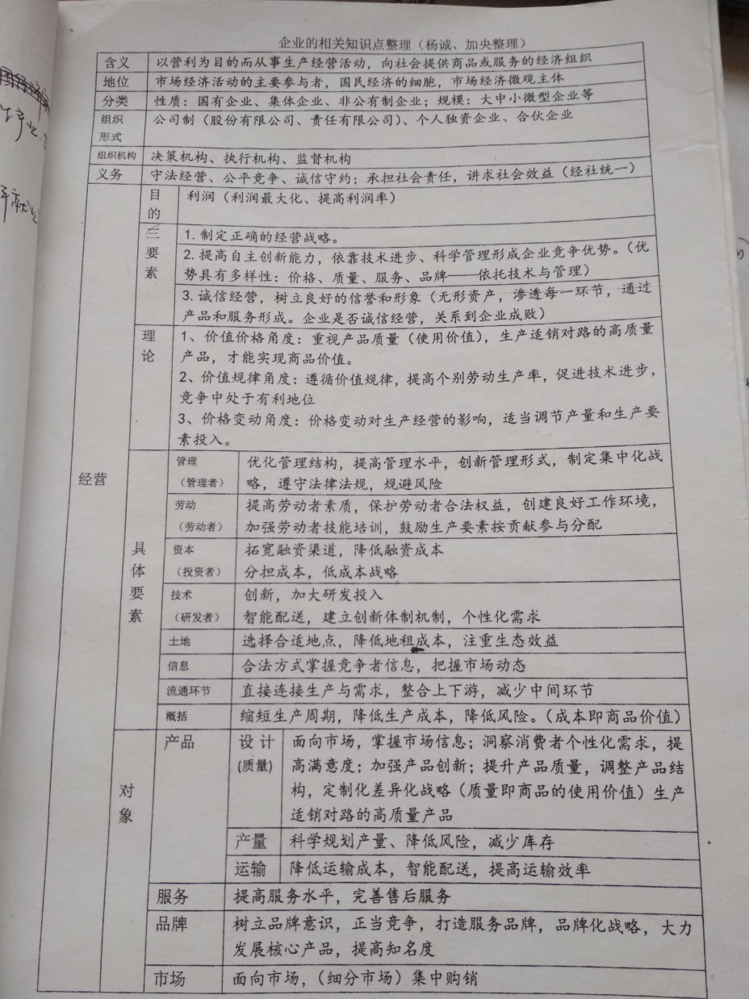 企业的相关知识点整理（杨诚、加央整理）
含义 以营利为目的而从事生产经营活动，向社会提供商品或服务的经济组织
地位 市场经济活动的主要参与者，国民经济的细胞，市场经济微观主体
分类 性质：国有企业、集体企业、非公有制企业；规模：大中小微型企业等
组织 公司制（股份有限公司、责任有限公司）、个人独资企业、合伙企业
形式
组织机构 决策机构、执行机构、监督机构
义务 守法经营、公平竞争、诚信守约；承担社会责任，讲求社会效益（经社统一）
经营
目的 利润（利润最大化、提高利润率）
三要素
1.制定正确的经营战略。
2.提高自主创新能力，依靠技术进步、科学管理形成企业竞争优势。（优
势具有多样性：价格、质量、服务、品牌——依托技术与管理）
3.诚信经营，树立良好的信誉和形象（无形资产，渗透每一环节，通过
产品和服务形成。企业是否诚信经营，关系到企业成败）
理论
1、价值价格角度：重视产品质量（使用价值），生产适销对路的高质量
产品，才能实现商品价值。
2、价值规律角度：遵循价值规律，提高个别劳动生产率，促进技术进步，
竞争中处于有利地位
3、价格变动角度：价格变动对生产经营的影响，适当调节产量和生产要
素投入。
具体要素
管理 优化管理结构，提高管理水平，创新管理形式，制定集中化战
（管理者） 略，遵守法律法规，规避风险
劳动 提高劳动者素质，保护劳动者合法权益，创建良好工作环境，
（劳动者） 加强劳动者技能培训，鼓励生产要素按贡献参与分配
资本 拓宽融资渠道，降低融资成本
（投资者） 分担成本，低成本战略
技术 创新，加大研发投入
（研发者） 智能配送，建立创新体制机制，个性化需求
土地 选择合适地点，降低地租成本，注重生态效益
信息 合法方式掌握竞争者信息，把握市场动态
流通环节 直接连接生产与需求，整合上下游，减少中间环节
概括 缩短生产周期，降低生产成本，降低风险。（成本即商品价值）
对象
产品 设计 面向市场，掌握市场信息；洞察消费者个性化需求，提
(质量) 高满意度；加强产品创新；提升产品质量，调整产品结
构，定制化差异化战略（质量即商品的使用价值）生产
适销对路的高质量产品
产量 科学规划产量、降低风险，减少库存
运输 降低运输成本，智能配送，提高运输效率
服务 提高服务水平，完善售后服务
品牌 树立品牌意识，正当竞争，打造服务品牌，品牌化战略，大力
发展核心产品，提高知名度
市场 面向市场，（细分市场）集中购销